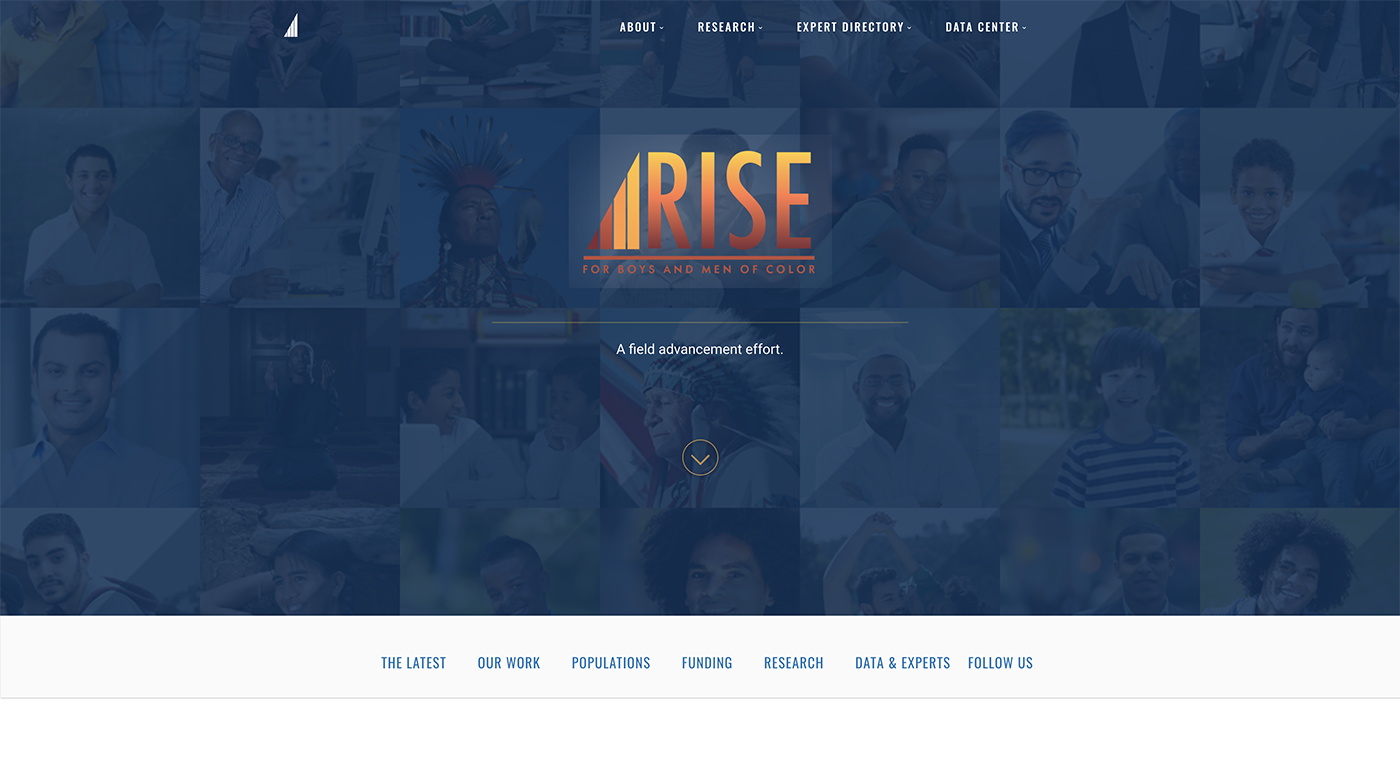 ABOUT RESEARCH EXPERT DIRECTORY DATA CENTER
RISE
FOR BOYS AND MEN OF COLOR
A field advancement effort.
THE LATEST OUR WORK POPULATIONS FUNDING RESEARCH DATA & EXPERTS FOLLOW US